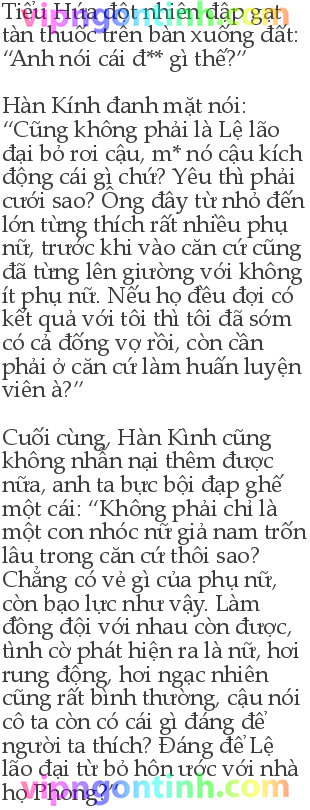 vipngontinh.com
Tiểu Hứa đột nhiên đập gạt
tàn thuốc trên bàn xuống đất:
“Anh nói cái đ** gì thế?”
Hàn Kính đanh mặt nói:
“Cũng không phải là Lệ lão
đại bỏ rơi cậu, m* nó cậu kích
động cái gì chứ? Yêu thì phải
cưới sao? Ông đây từ nhỏ đến
lớn từng thích rất nhiều phụ
nữ, trước khi vào căn cứ cũng
đã từng lên giường với không
ít phụ nữ. Nếu họ đều đợi có
kết quả với tôi thì tôi đã sớm
có cả đống vợ rồi, còn cần
phải ở căn cứ làm huấn luyện
viên à?”
Cuối cùng, Hàn Kình cũng
không nhẫn nại thêm được
nữa, anh ta bực bội đạp ghế
một cái: “Không phải chỉ là
một con nhóc nữ giả nam trốn
lâu trong căn cứ thôi sao?
Chẳng có vẻ gì của phụ nữ,
còn bạo lực như vậy. Làm
đồng đội với nhau còn được,
tình cờ phát hiện ra là nữ, hơi
rung động, hơi ngạc nhiên
cũng rất bình thường, cậu nói
cô ta còn có cái gì đáng để
người ta thích? Đáng để Lệ
lão đại từ bỏ hôn ước với nhà
họ Phong?”
vipngontinh.com